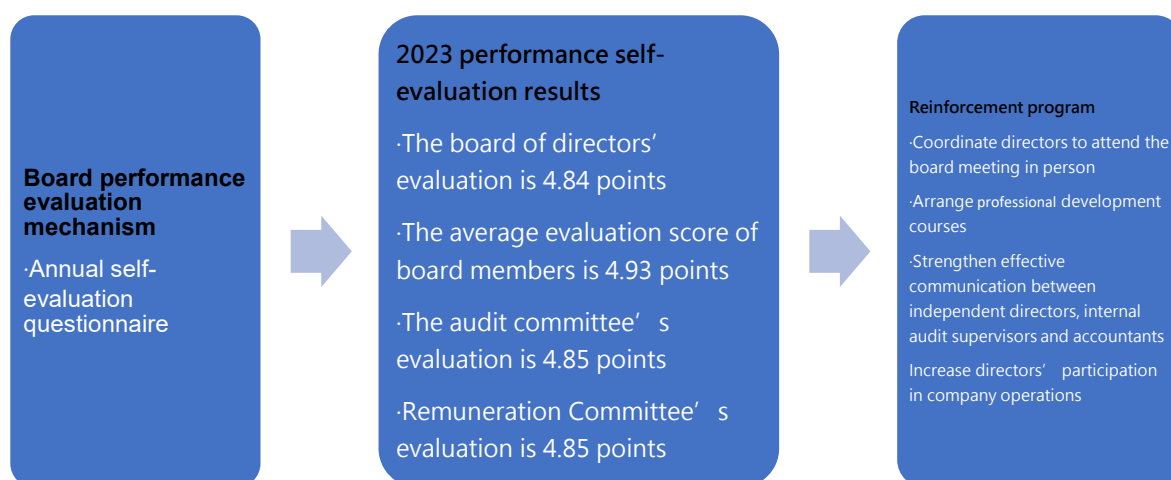 Board performance
evaluation
mechanism
·Annual self-
evaluation
questionnaire
2023 performance self-
evaluation results
·The board of directors’
evaluation is 4.84 points
·The average evaluation score of
board members is 4.93 points
·The audit committee’ s
evaluation is 4.85 points
·Remuneration Committee’ s
evaluation is 4.85 points
Reinforcement program
·Coordinate directors to attend the
board meeting in person
·Arrange professional development
courses
·Strengthen effective
communication between
independent directors, internal
audit supervisors and accountants
Increase directors’ participation
in company operations